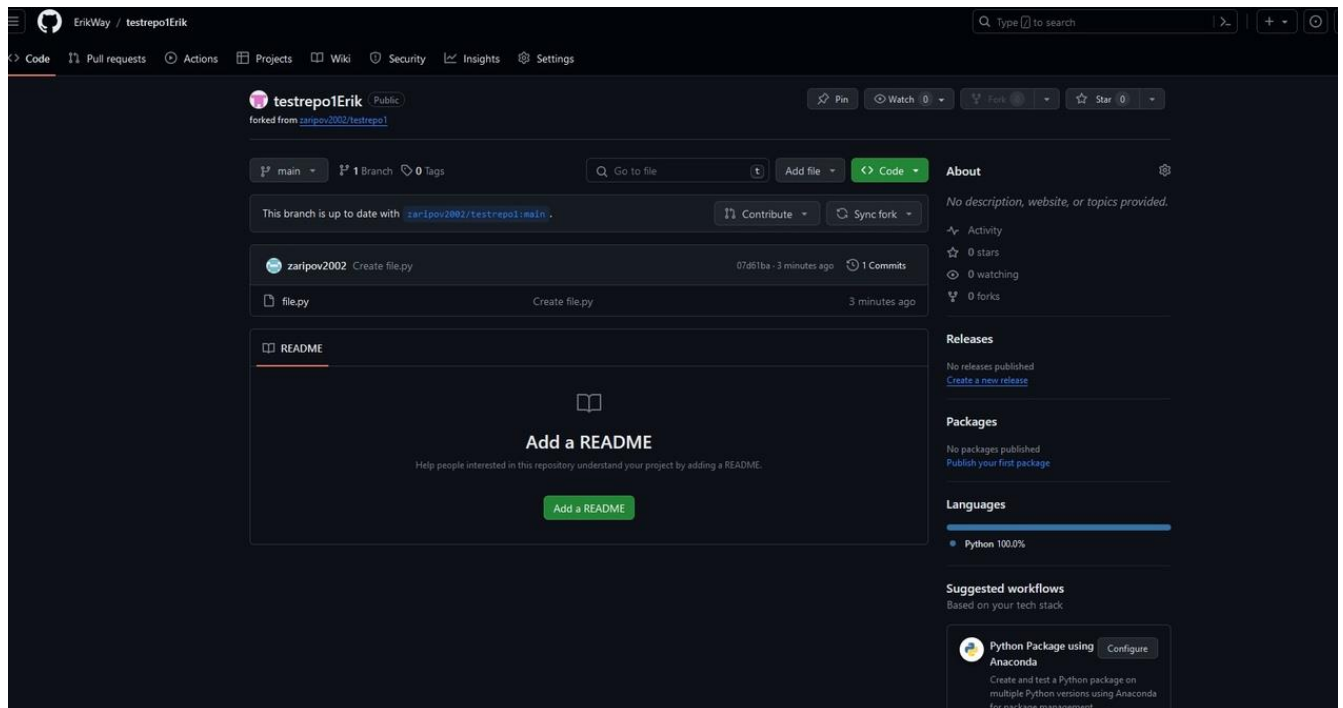 ErikWay / testrepo1Erik
Type / to search
Code Pull requests Actions Projects Wiki Security Insights Settings
testrepo1Erik Public
Pin Watch 0 Fork Star 0
forked from zaripov2002/testrepo1
main 1 Branch 0 Tags
Go to file t Add file Code
This branch is up to date with zaripov2002/testrepo1:main .
Contribute Sync fork
zaripov2002 Create file.py 07d61ba · 3 minutes ago 1 Commits
file.py Create file.py 3 minutes ago
README
Add a README
Help people interested in this repository understand your project by adding a README.
Add a README
About
No description, website, or topics provided.
Activity
0 stars
0 watching
0 forks
Releases
No releases published
Create a new release
Packages
No packages published
Publish your first package
Languages
Python 100.0%
Suggested workflows
Based on your tech stack
Python Package using
Anaconda
Configure
Create and test a Python package on
multiple Python versions using Anaconda
for package management.